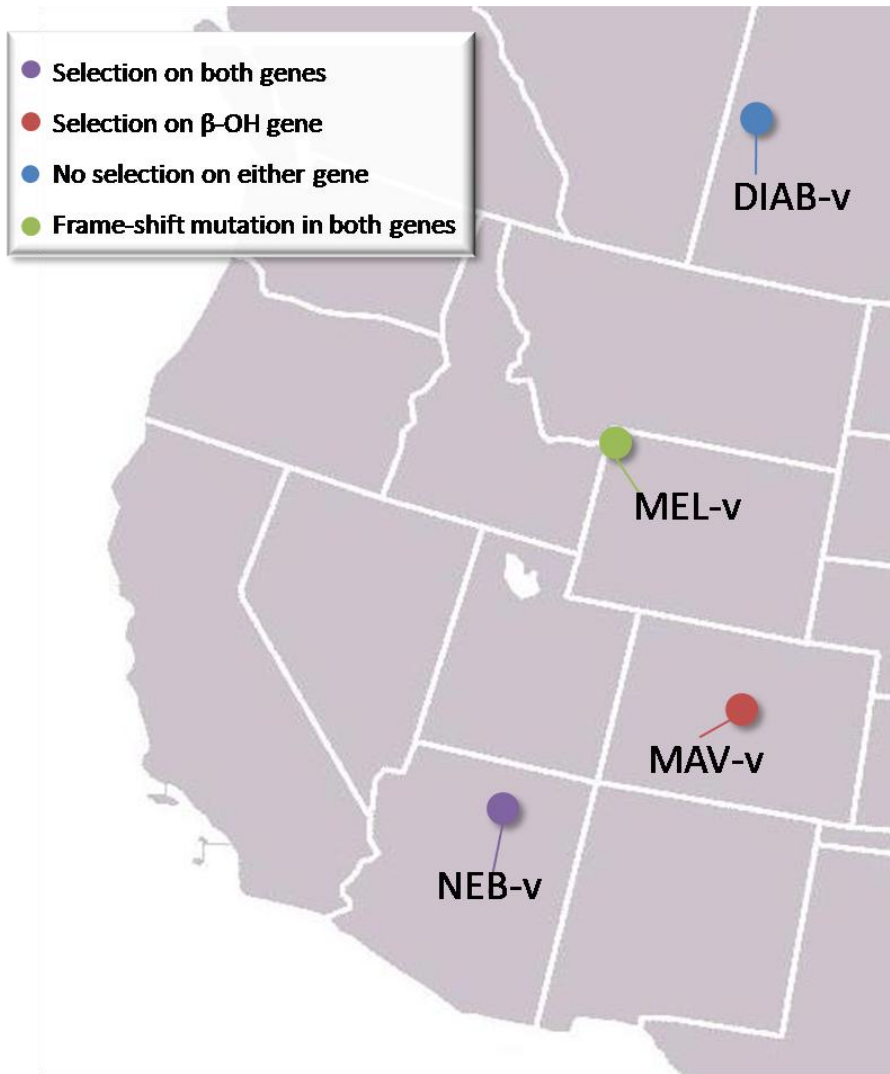 Selection on both genes
Selection on β-OH gene
No selection on either gene
Frame-shift mutation in both genes
DIAB-v
MEL-v
MAV-v
NEB-v